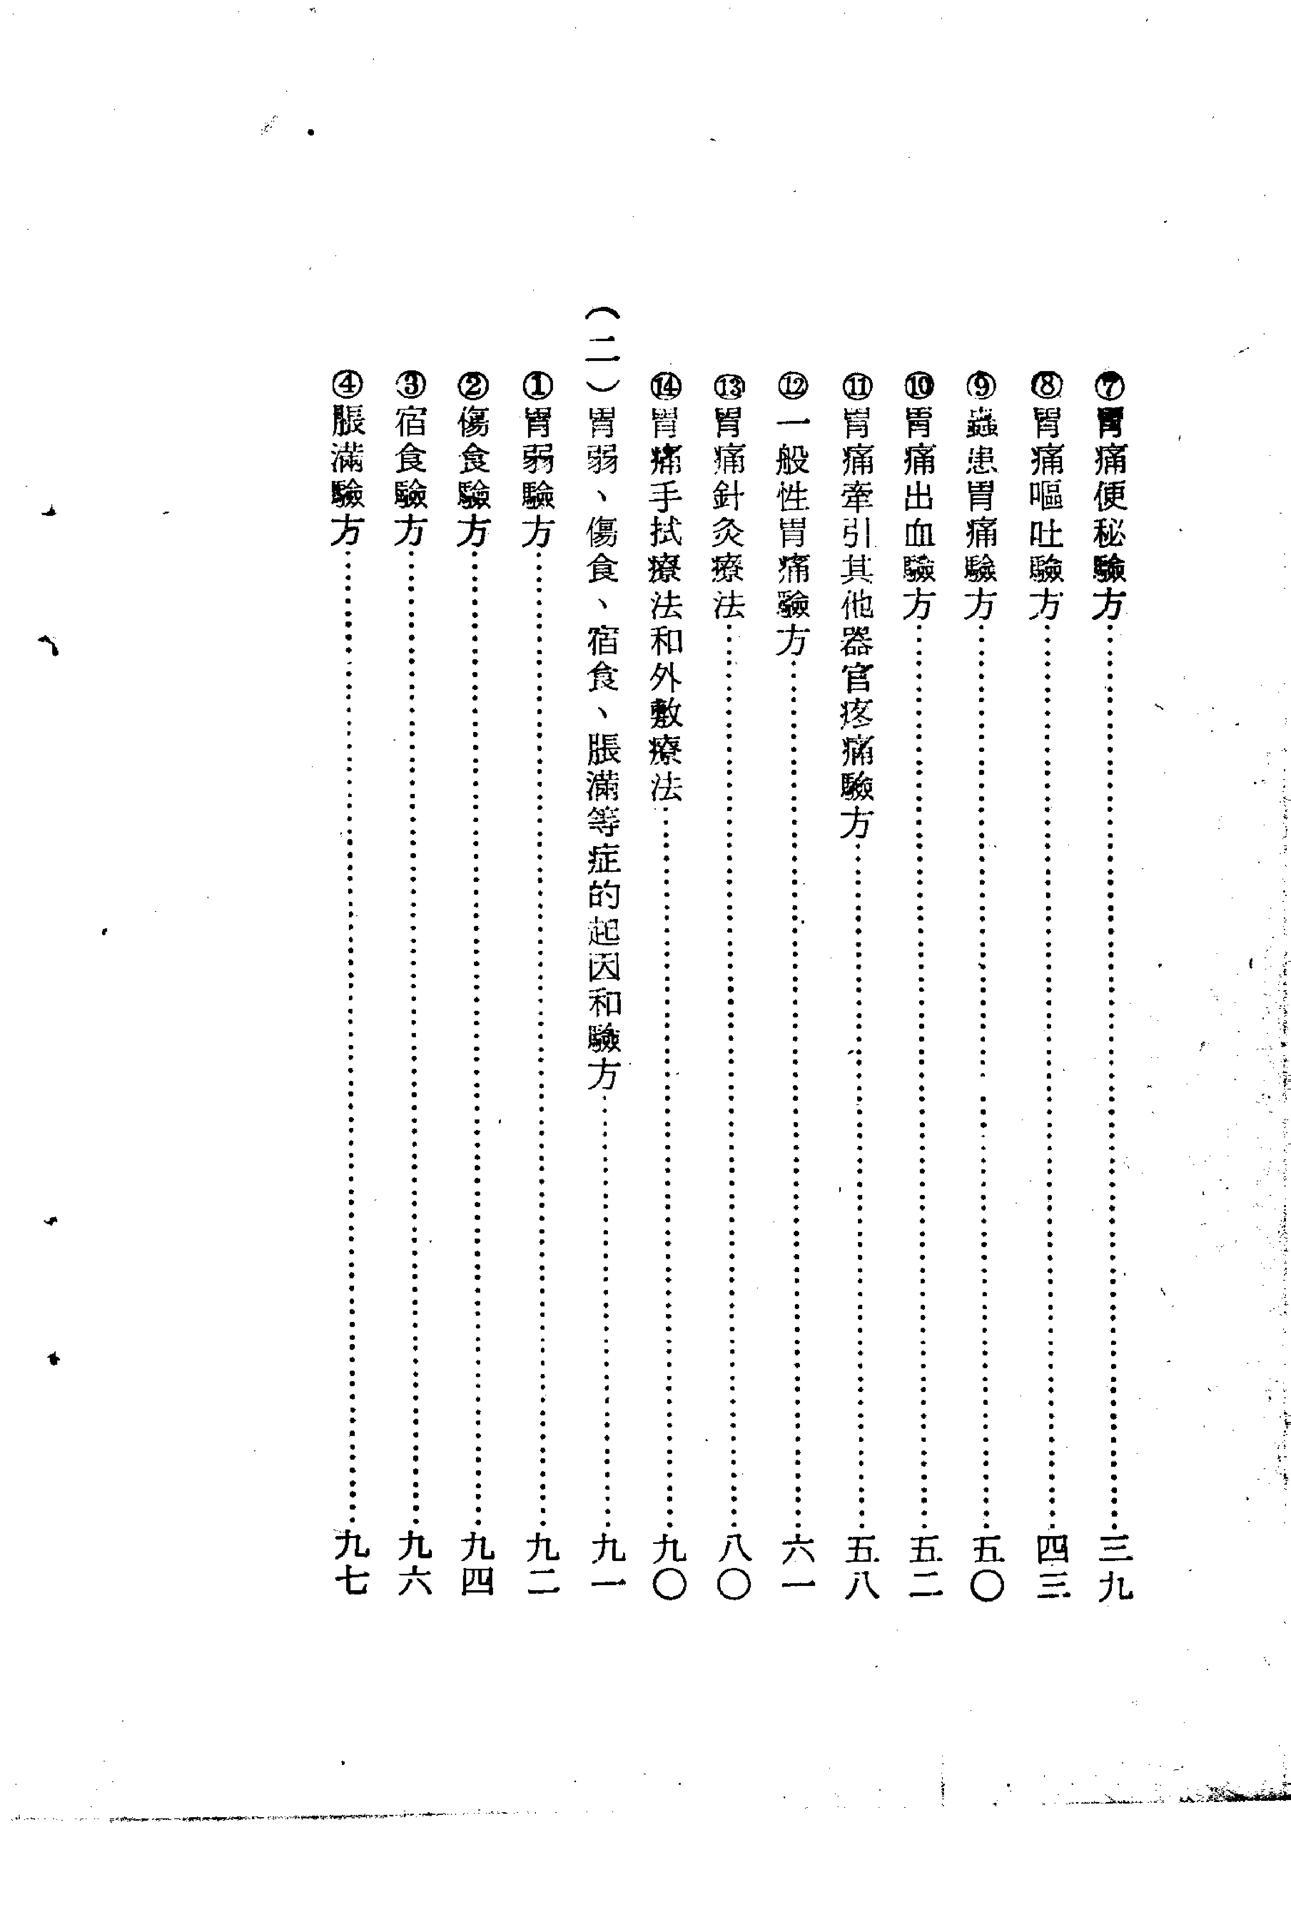 ⑦胃痛便秘驗方……三九
⑧胃痛嘔吐驗方……四三
⑨蟲患胃痛驗方……五〇
⑩胃痛出血驗方……五二
⑪胃痛牽引其他器官疼痛驗方……五八
⑫一般性胃痛驗方……六一
⑬胃痛針灸療法……八〇
⑭胃痛手拭療法和外敷療法……九〇
（二）胃弱、傷食、宿食、脹滿等症的起因和驗方……九一
①胃弱驗方……九二
②傷食驗方……九四
③宿食驗方……九六
④脹滿驗方……九七